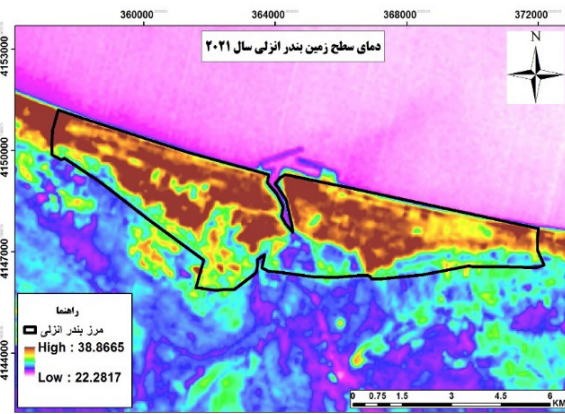 360000 364000 368000 372000
دمای سطح زمین بندر انزلی سال ۲۰۲۱
N
4153000
4150000
4147000
4144000
راهنما
مرز بندر انزلی
High : 38.8665
Low : 22.2817
0 0.75 1.5 3 4.5 6
KM